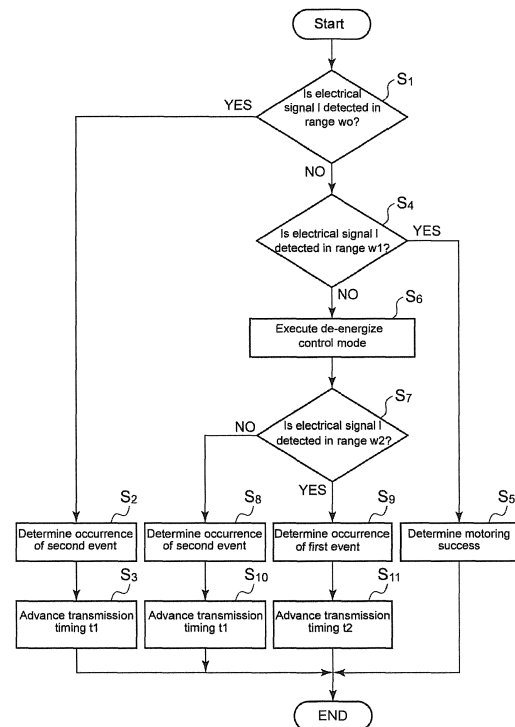 Start
S1
Is electrical
signal I detected in
range wo?
YES
NO
S4
Is electrical signal I
detected in range w1?
YES
NO
S6
Execute de-energize
control mode
S7
Is electrical signal I
detected in range w2?
NO
YES
S2
Determine occurrence
of second event
S8
Determine occurrence
of second event
S9
Determine occurrence
of first event
S5
Determine motoring
success
S3
Advance transmission
timing t1
S10
Advance transmission
timing t1
S11
Advance transmission
timing t2
END